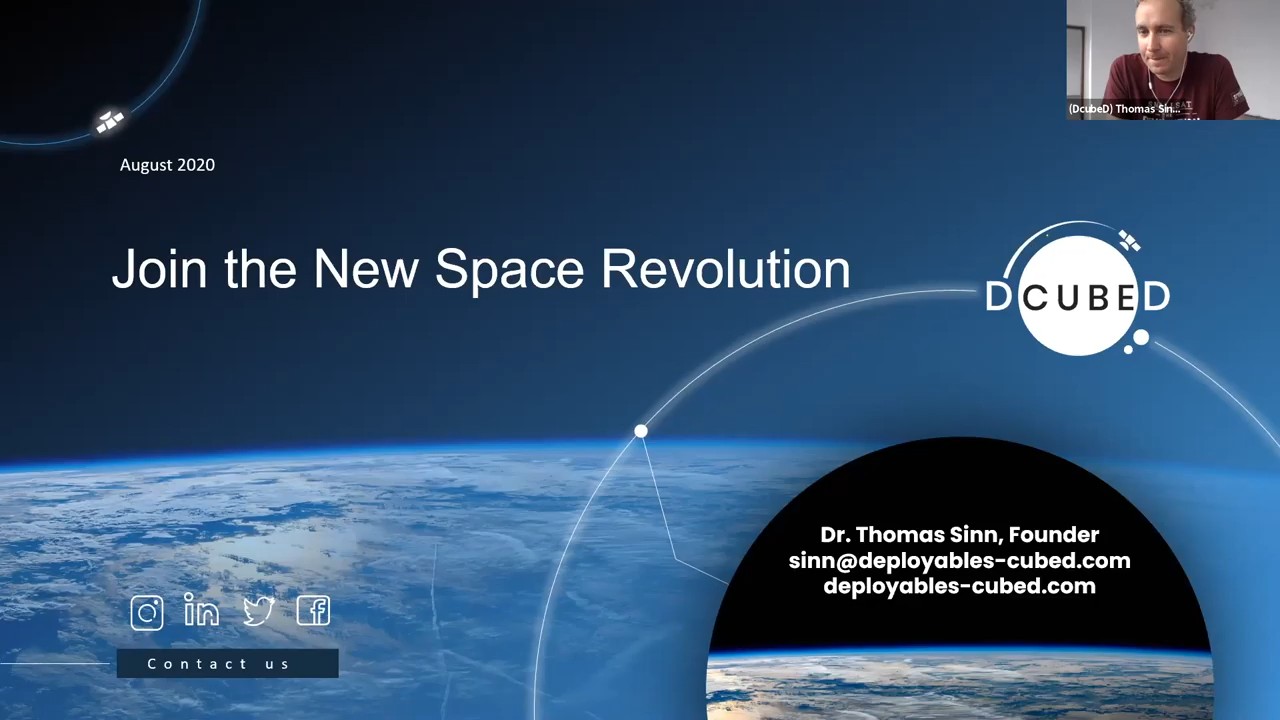 (DcubeD) Thomas Sin...
August 2020
Join the New Space Revolution
DCUBED
Dr. Thomas Sinn, Founder
sinn@deployables-cubed.com
deployables-cubed.com
in
Contact us